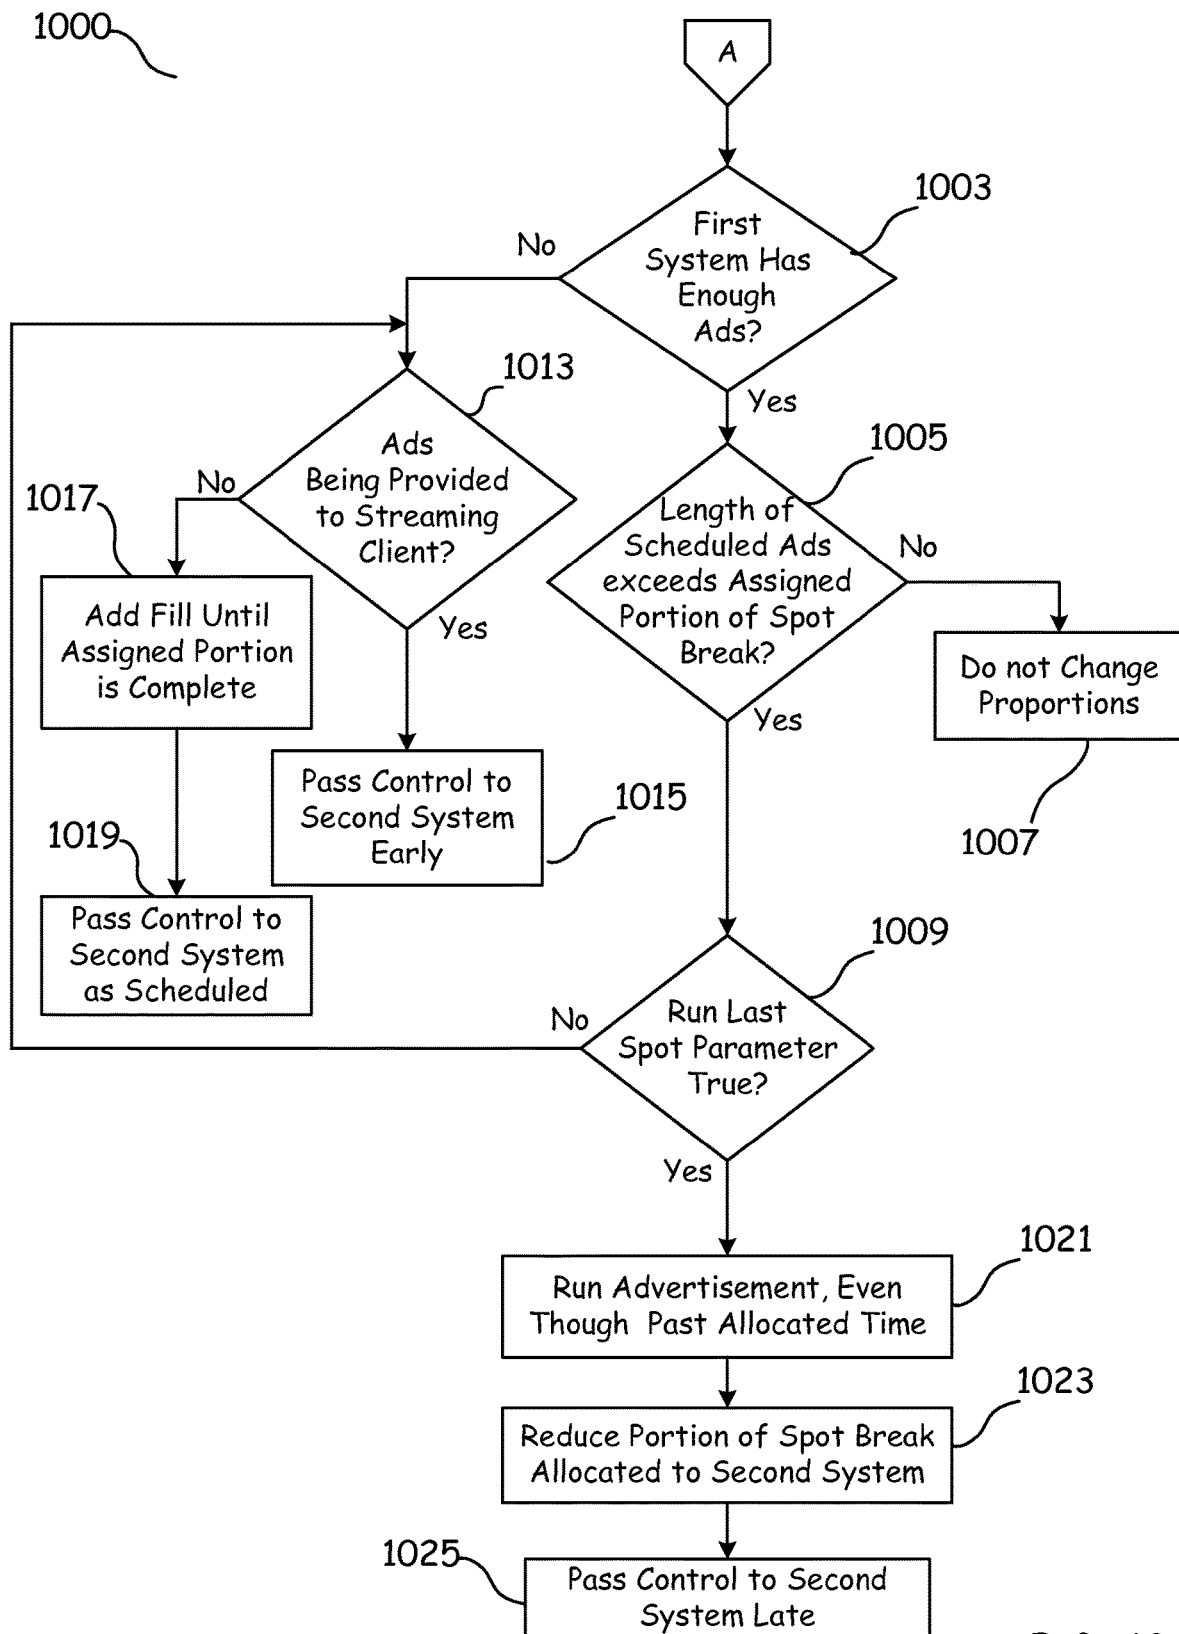 1000
A
1003
First
System Has
Enough
Ads?
No
Yes
1013
Ads
Being Provided
to Streaming
Client?
No
Yes
1005
Length of
Scheduled Ads
exceeds Assigned
Portion of Spot
Break?
No
Yes
1017
Add Fill Until
Assigned Portion
is Complete
Do not Change
Proportions
1007
Pass Control to
Second System
Early
1015
1019
Pass Control to
Second System
as Scheduled
1009
Run Last
Spot Parameter
True?
No
Yes
1021
Run Advertisement, Even
Though Past Allocated Time
1023
Reduce Portion of Spot Break
Allocated to Second System
1025
Pass Control to Second
System Late